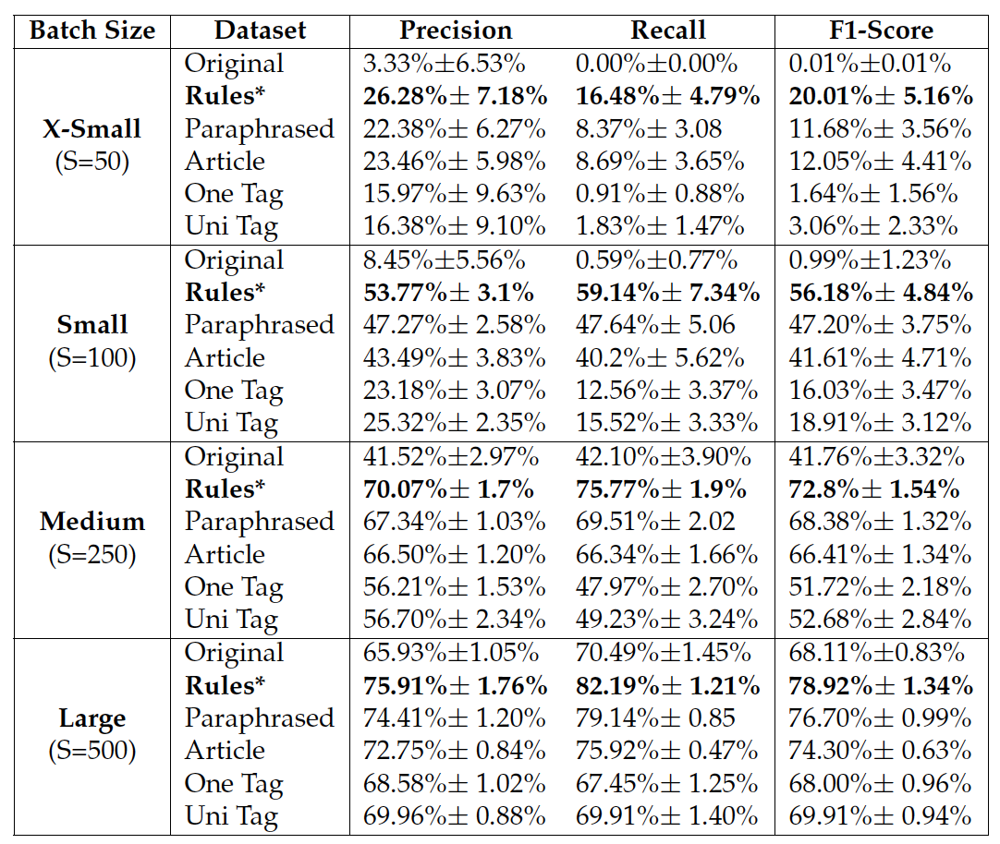 Batch Size Dataset Precision Recall F1-Score
Original 3.33%±6.53% 0.00%±0.00% 0.01%±0.01%
Rules* 26.28%± 7.18% 16.48%± 4.79% 20.01%± 5.16%
X-Small Paraphrased 22.38%± 6.27% 8.37%± 3.08 11.68%± 3.56%
(S=50) Article 23.46%± 5.98% 8.69%± 3.65% 12.05%± 4.41%
One Tag 15.97%± 9.63% 0.91%± 0.88% 1.64%± 1.56%
Uni Tag 16.38%± 9.10% 1.83%± 1.47% 3.06%± 2.33%
Original 8.45%±5.56% 0.59%±0.77% 0.99%±1.23%
Rules* 53.77%± 3.1% 59.14%± 7.34% 56.18%± 4.84%
Small Paraphrased 47.27%± 2.58% 47.64%± 5.06 47.20%± 3.75%
(S=100) Article 43.49%± 3.83% 40.2%± 5.62% 41.61%± 4.71%
One Tag 23.18%± 3.07% 12.56%± 3.37% 16.03%± 3.47%
Uni Tag 25.32%± 2.35% 15.52%± 3.33% 18.91%± 3.12%
Original 41.52%±2.97% 42.10%±3.90% 41.76%±3.32%
Rules* 70.07%± 1.7% 75.77%± 1.9% 72.8%± 1.54%
Medium Paraphrased 67.34%± 1.03% 69.51%± 2.02 68.38%± 1.32%
(S=250) Article 66.50%± 1.20% 66.34%± 1.66% 66.41%± 1.34%
One Tag 56.21%± 1.53% 47.97%± 2.70% 51.72%± 2.18%
Uni Tag 56.70%± 2.34% 49.23%± 3.24% 52.68%± 2.84%
Original 65.93%±1.05% 70.49%±1.45% 68.11%±0.83%
Rules* 75.91%± 1.76% 82.19%± 1.21% 78.92%± 1.34%
Large Paraphrased 74.41%± 1.20% 79.14%± 0.85 76.70%± 0.99%
(S=500) Article 72.75%± 0.84% 75.92%± 0.47% 74.30%± 0.63%
One Tag 68.58%± 1.02% 67.45%± 1.25% 68.00%± 0.96%
Uni Tag 69.96%± 0.88% 69.91%± 1.40% 69.91%± 0.94%